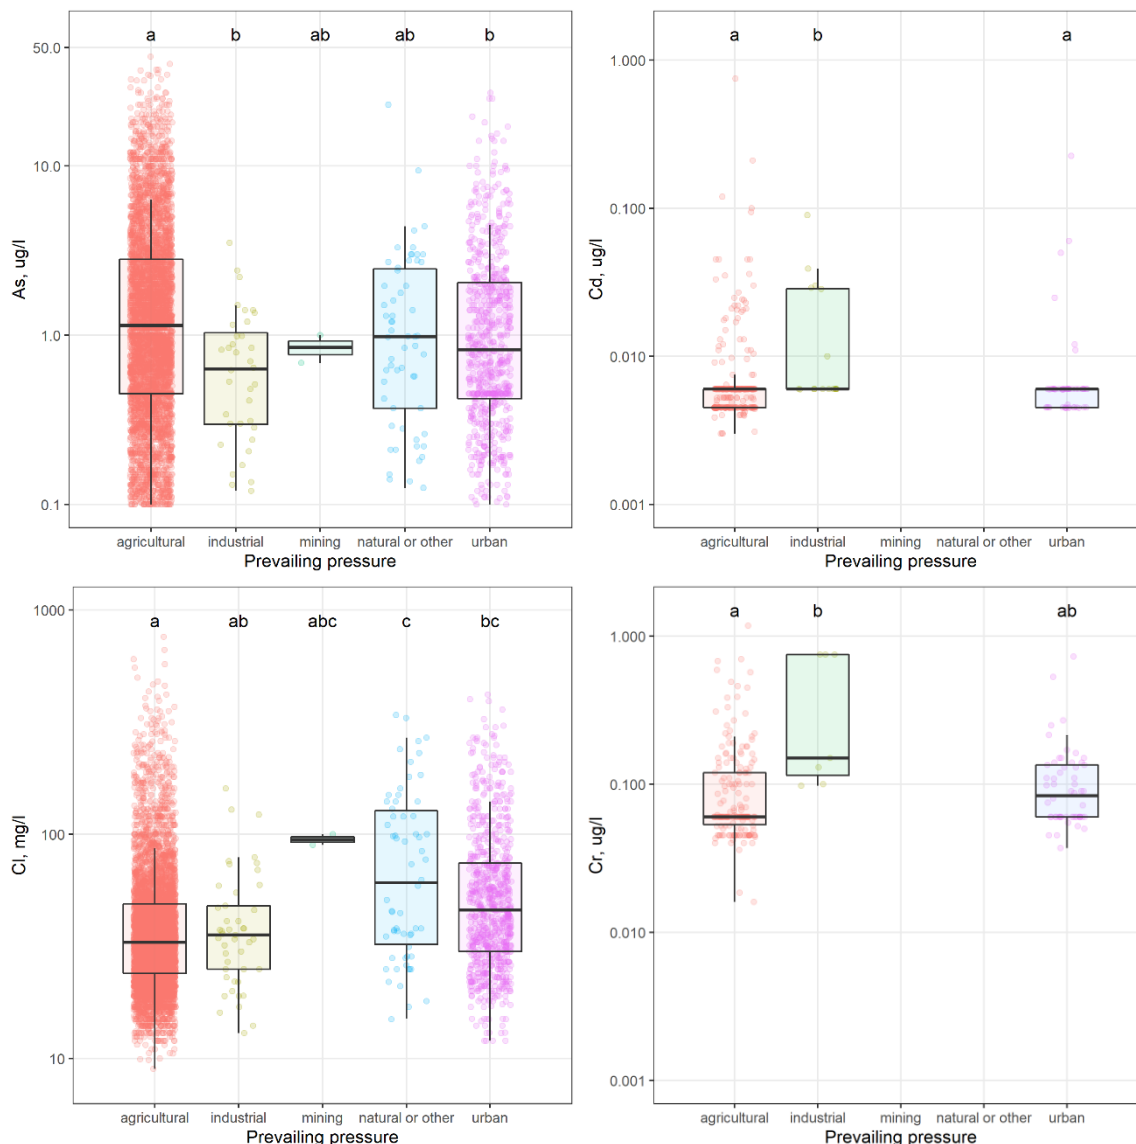 a b ab ab b
50.0
10.0
1.0
0.1
As, ug/l
agricultural industrial mining natural or other urban
Prevailing pressure
a b a
1.000
0.100
0.010
0.001
Cd, ug/l
agricultural industrial mining natural or other urban
Prevailing pressure
a ab abc c bc
1000
100
10
Cl, mg/l
agricultural industrial mining natural or other urban
Prevailing pressure
a b ab
1.000
0.100
0.010
0.001
Cr, ug/l
agricultural industrial mining natural or other urban
Prevailing pressure